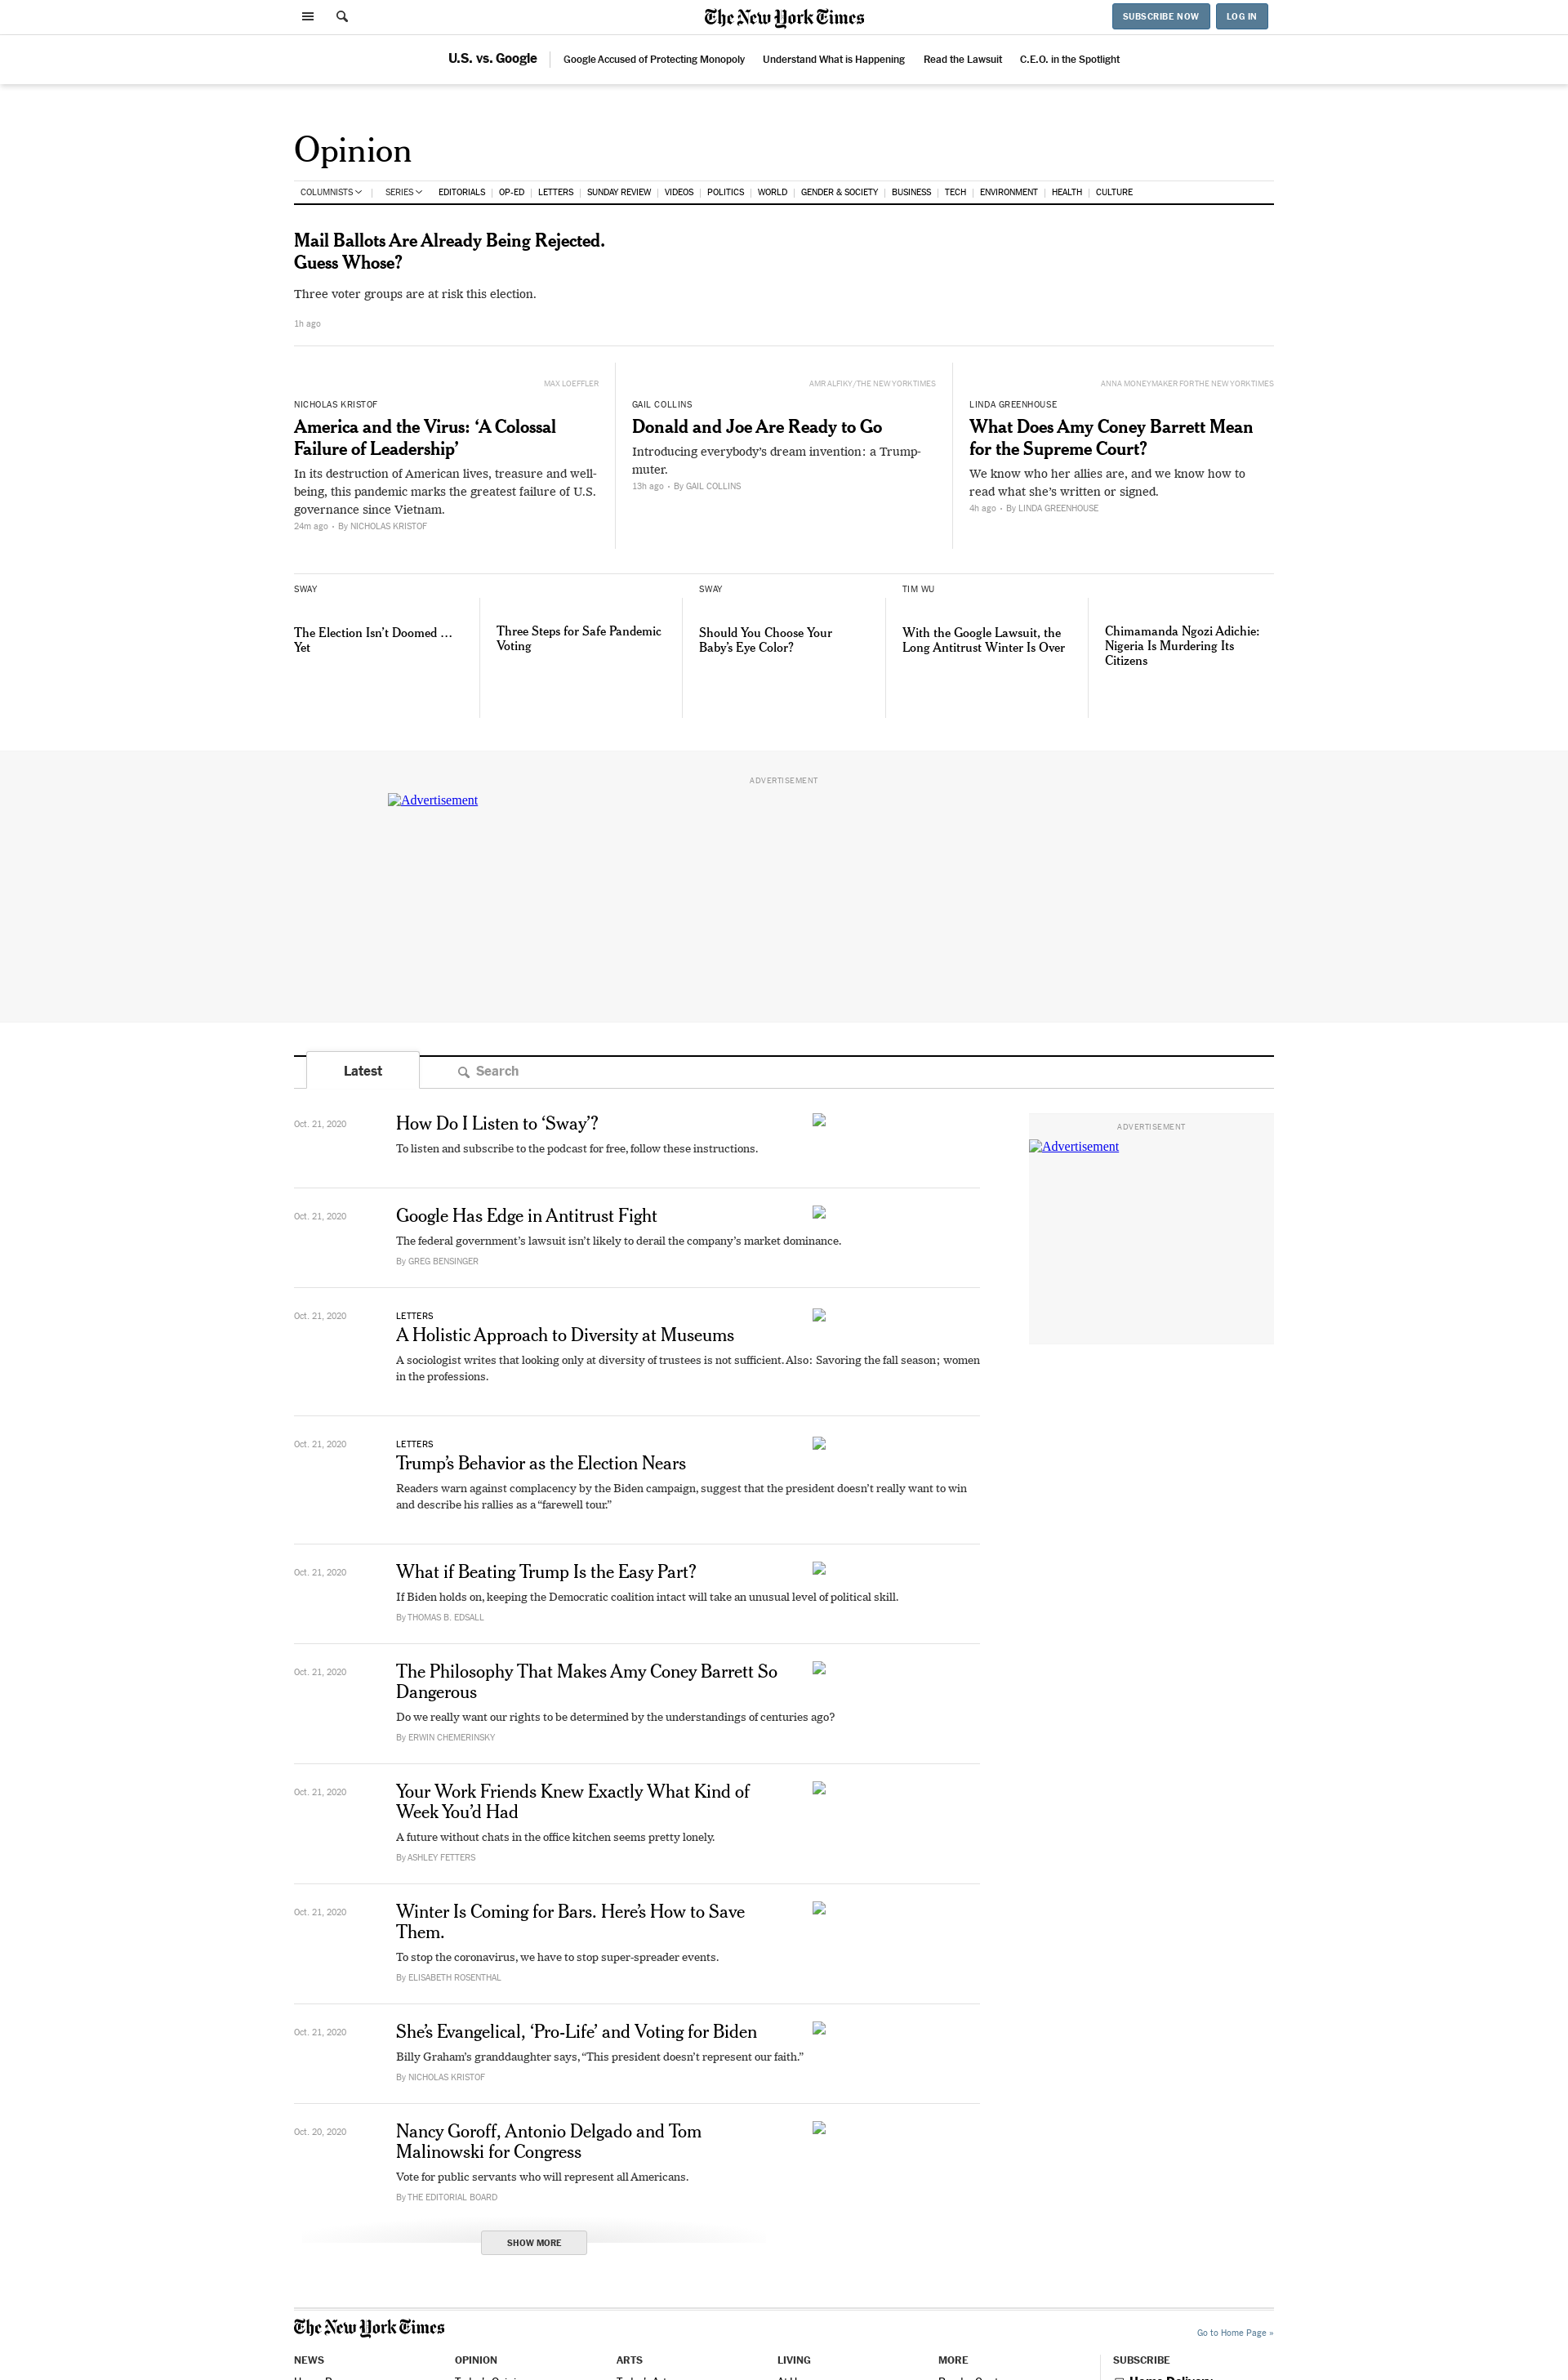 The New York Times
SUBSCRIBE NOW
LOG IN
U.S. vs. Google
Google Accused of Protecting Monopoly
Understand What is Happening
Read the Lawsuit
C.E.O. in the Spotlight
Opinion
COLUMNISTS
SERIES
EDITORIALS
OP-ED
LETTERS
SUNDAY REVIEW
VIDEOS
POLITICS
WORLD
GENDER & SOCIETY
BUSINESS
TECH
ENVIRONMENT
HEALTH
CULTURE
Mail Ballots Are Already Being Rejected.
Guess Whose?
Three voter groups are at risk this election.
1h ago
MAX LOEFFLER
NICHOLAS KRISTOF
America and the Virus: ‘A Colossal
Failure of Leadership’
In its destruction of American lives, treasure and well-
being, this pandemic marks the greatest failure of U.S.
governance since Vietnam.
24m ago • By NICHOLAS KRISTOF
AMR ALFIKY/THE NEW YORK TIMES
GAIL COLLINS
Donald and Joe Are Ready to Go
Introducing everybody’s dream invention: a Trump-
muter.
13h ago • By GAIL COLLINS
ANNA MONEYMAKER FOR THE NEW YORK TIMES
LINDA GREENHOUSE
What Does Amy Coney Barrett Mean
for the Supreme Court?
We know who her allies are, and we know how to
read what she’s written or signed.
4h ago • By LINDA GREENHOUSE
SWAY
The Election Isn’t Doomed …
Yet
Three Steps for Safe Pandemic
Voting
SWAY
Should You Choose Your
Baby’s Eye Color?
TIM WU
With the Google Lawsuit, the
Long Antitrust Winter Is Over
Chimamanda Ngozi Adichie:
Nigeria Is Murdering Its
Citizens
ADVERTISEMENT
Advertisement
Latest
Search
Oct. 21, 2020
How Do I Listen to ‘Sway’?
To listen and subscribe to the podcast for free, follow these instructions.
ADVERTISEMENT
Advertisement
Oct. 21, 2020
Google Has Edge in Antitrust Fight
The federal government’s lawsuit isn’t likely to derail the company’s market dominance.
By GREG BENSINGER
Oct. 21, 2020
LETTERS
A Holistic Approach to Diversity at Museums
A sociologist writes that looking only at diversity of trustees is not sufficient. Also: Savoring the fall season; women
in the professions.
Oct. 21, 2020
LETTERS
Trump’s Behavior as the Election Nears
Readers warn against complacency by the Biden campaign, suggest that the president doesn’t really want to win
and describe his rallies as a “farewell tour.”
Oct. 21, 2020
What if Beating Trump Is the Easy Part?
If Biden holds on, keeping the Democratic coalition intact will take an unusual level of political skill.
By THOMAS B. EDSALL
Oct. 21, 2020
The Philosophy That Makes Amy Coney Barrett So
Dangerous
Do we really want our rights to be determined by the understandings of centuries ago?
By ERWIN CHEMERINSKY
Oct. 21, 2020
Your Work Friends Knew Exactly What Kind of
Week You’d Had
A future without chats in the office kitchen seems pretty lonely.
By ASHLEY FETTERS
Oct. 21, 2020
Winter Is Coming for Bars. Here’s How to Save
Them.
To stop the coronavirus, we have to stop super-spreader events.
By ELISABETH ROSENTHAL
Oct. 21, 2020
She’s Evangelical, ‘Pro-Life’ and Voting for Biden
Billy Graham’s granddaughter says, “This president doesn’t represent our faith.”
By NICHOLAS KRISTOF
Oct. 20, 2020
Nancy Goroff, Antonio Delgado and Tom
Malinowski for Congress
Vote for public servants who will represent all Americans.
By THE EDITORIAL BOARD
SHOW MORE
The New York Times
Go to Home Page »
NEWS
OPINION
ARTS
LIVING
MORE
SUBSCRIBE